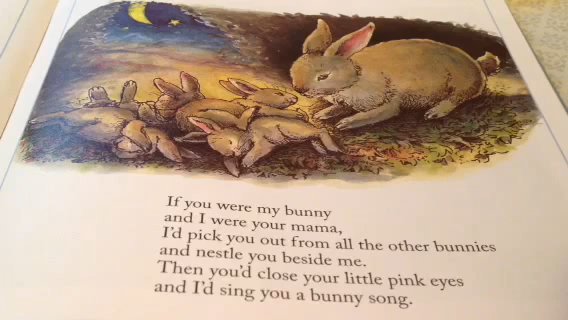 If you were my bunny
and I were your mama,
I'd pick you out from all the other bunnies
and nestle you beside me.
Then you'd close your little pink eyes
and I'd sing you a bunny song.